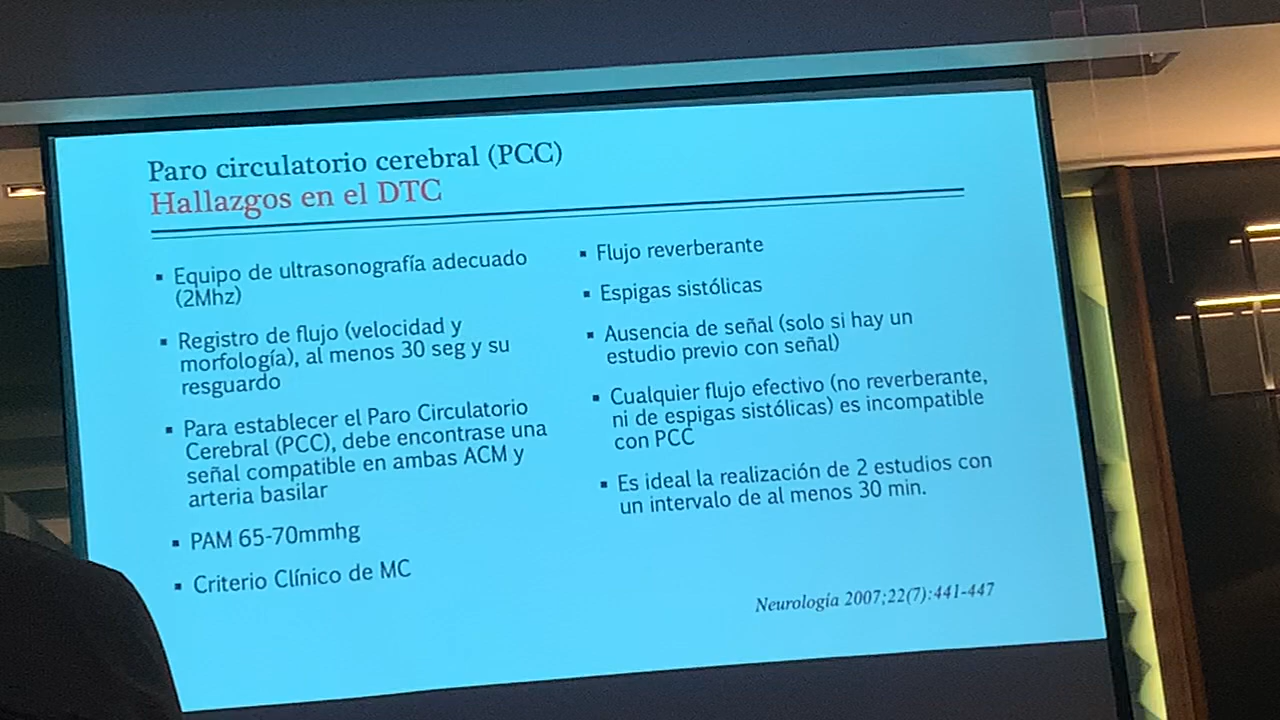 Paro circulatorio cerebral (PCC)
Hallazgos en el DTC
▪ Equipo de ultrasonografía adecuado
(2Mhz)
▪ Registro de flujo (velocidad y
morfología), al menos 30 seg y su
resguardo
▪ Para establecer el Paro Circulatorio
Cerebral (PCC), debe encontrase una
señal compatible en ambas ACM y
arteria basilar
▪ PAM 65-70mmhg
▪ Criterio Clínico de MC
▪ Flujo reverberante
▪ Espigas sistólicas
▪ Ausencia de señal (solo si hay un
estudio previo con señal)
▪ Cualquier flujo efectivo (no reverberante,
ni de espigas sistólicas) es incompatible
con PCC
▪ Es ideal la realización de 2 estudios con
un intervalo de al menos 30 min.
Neurología 2007;22(7):441-447